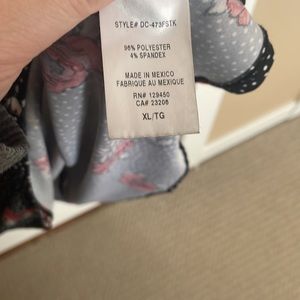 STYLE# DC-473FSTK
96% POLYESTER
4% SPANDEX
MADE IN MEXICO
FABRIQUE AU MEXIQUE
RN# 129450
CA# 23206
XL/TG